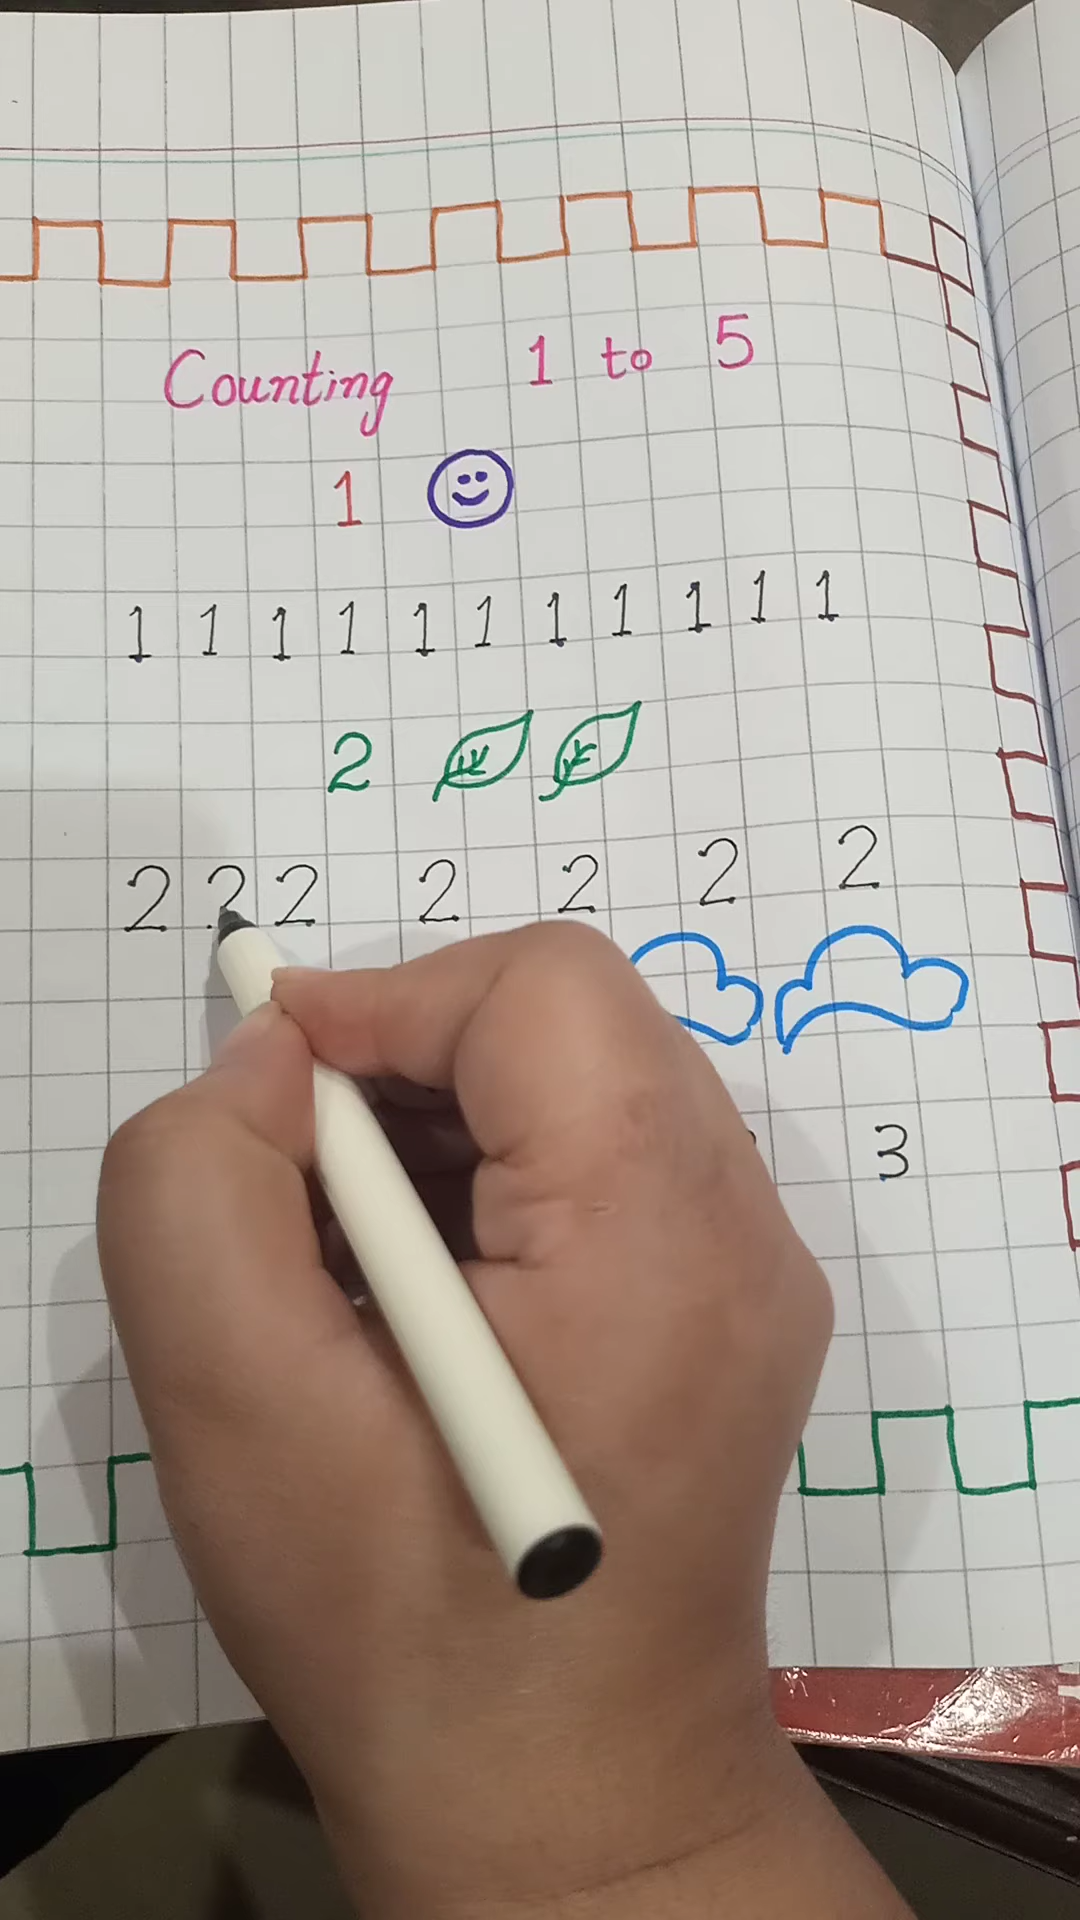 Counting 1 to 5
1
1 1 1 1 1 1 1 1 1 1 1
2
2 2 2 2 2 2 2
3